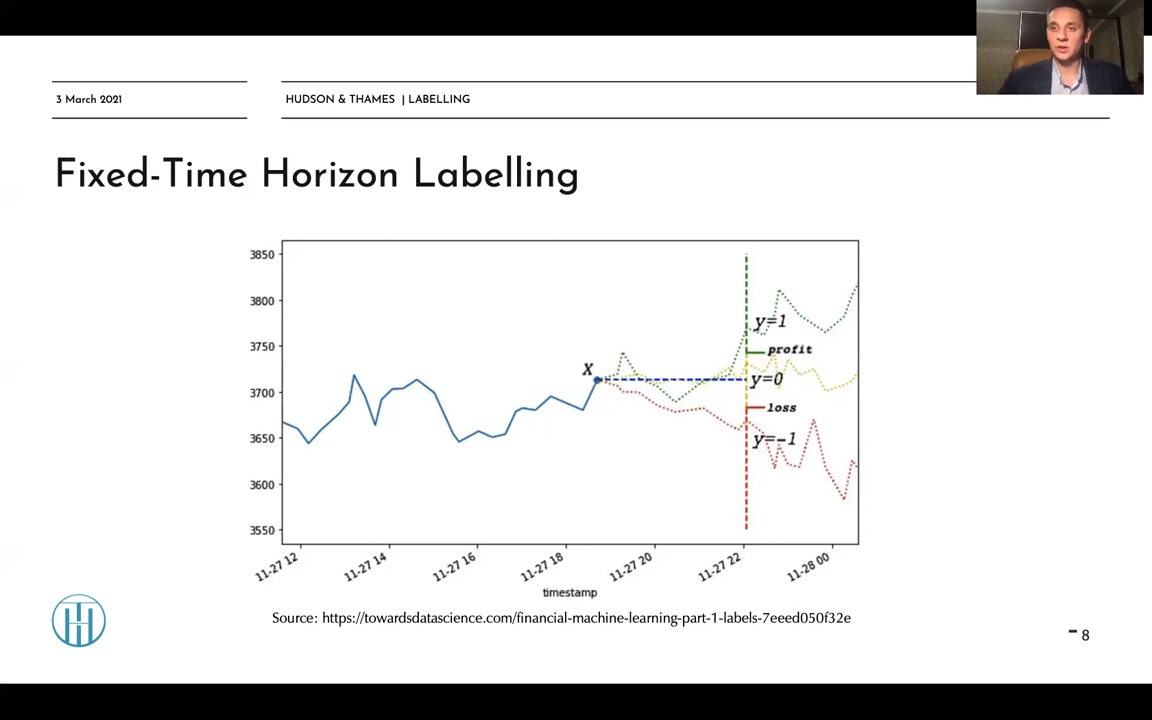 3 March 2021
HUDSON & THAMES | LABELLING
Fixed-Time Horizon Labelling
3850
3800
3750
3700
3650
3600
3550
X
y=1
profit
y=0
loss
y=-1
11-27 12
11-27 14
11-27 16
11-27 18
11-27 20
11-27 22
11-28 00
timestamp
Source: https://towardsdatascience.com/financial-machine-learning-part-1-labels-7eeed050f32e
- 8